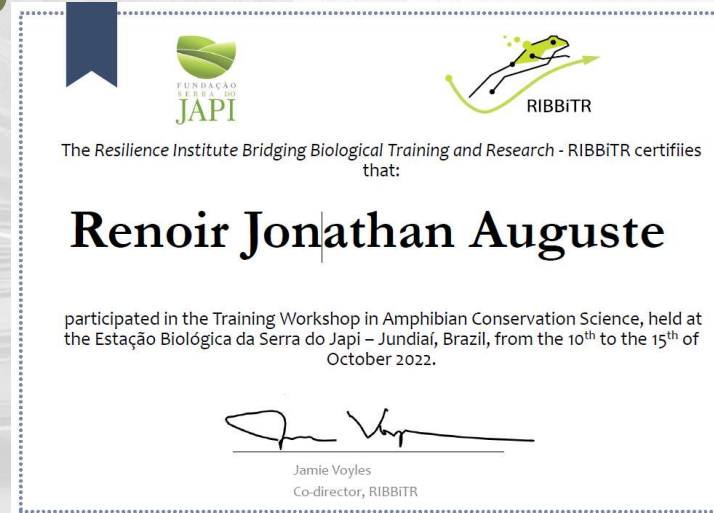 FUNDAÇÃO
SERRA DO
JAPI
RIBBiTR
The Resilience Institute Bridging Biological Training and Research - RIBBiTR certifiies
that:
Renoir Jonathan Auguste
participated in the Training Workshop in Amphibian Conservation Science, held at
the Estação Biológica da Serra do Japi – Jundiaí, Brazil, from the 10th to the 15th of
October 2022.
Jamie Voyles
Co-director, RIBBiTR